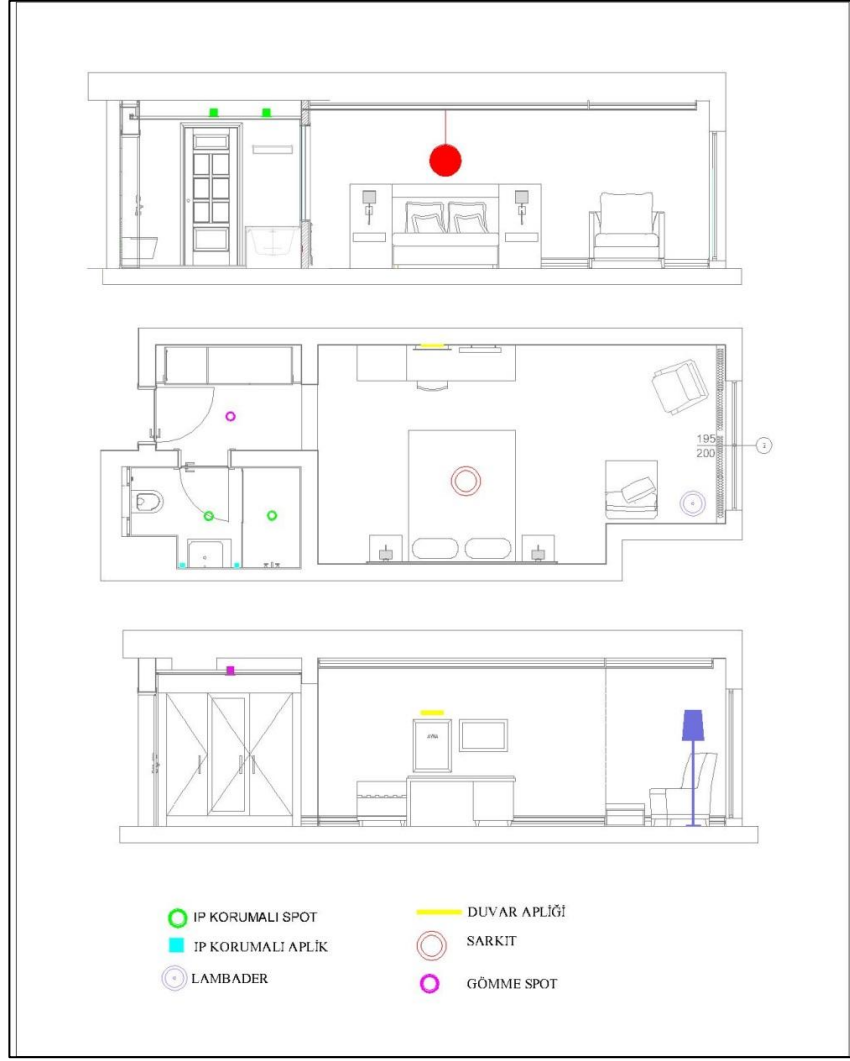 195
200
IP KORUMALI SPOT
IP KORUMALI APLİK
LAMBADER
DUVAR APLİĞİ
SARKIT
GÖMME SPOT